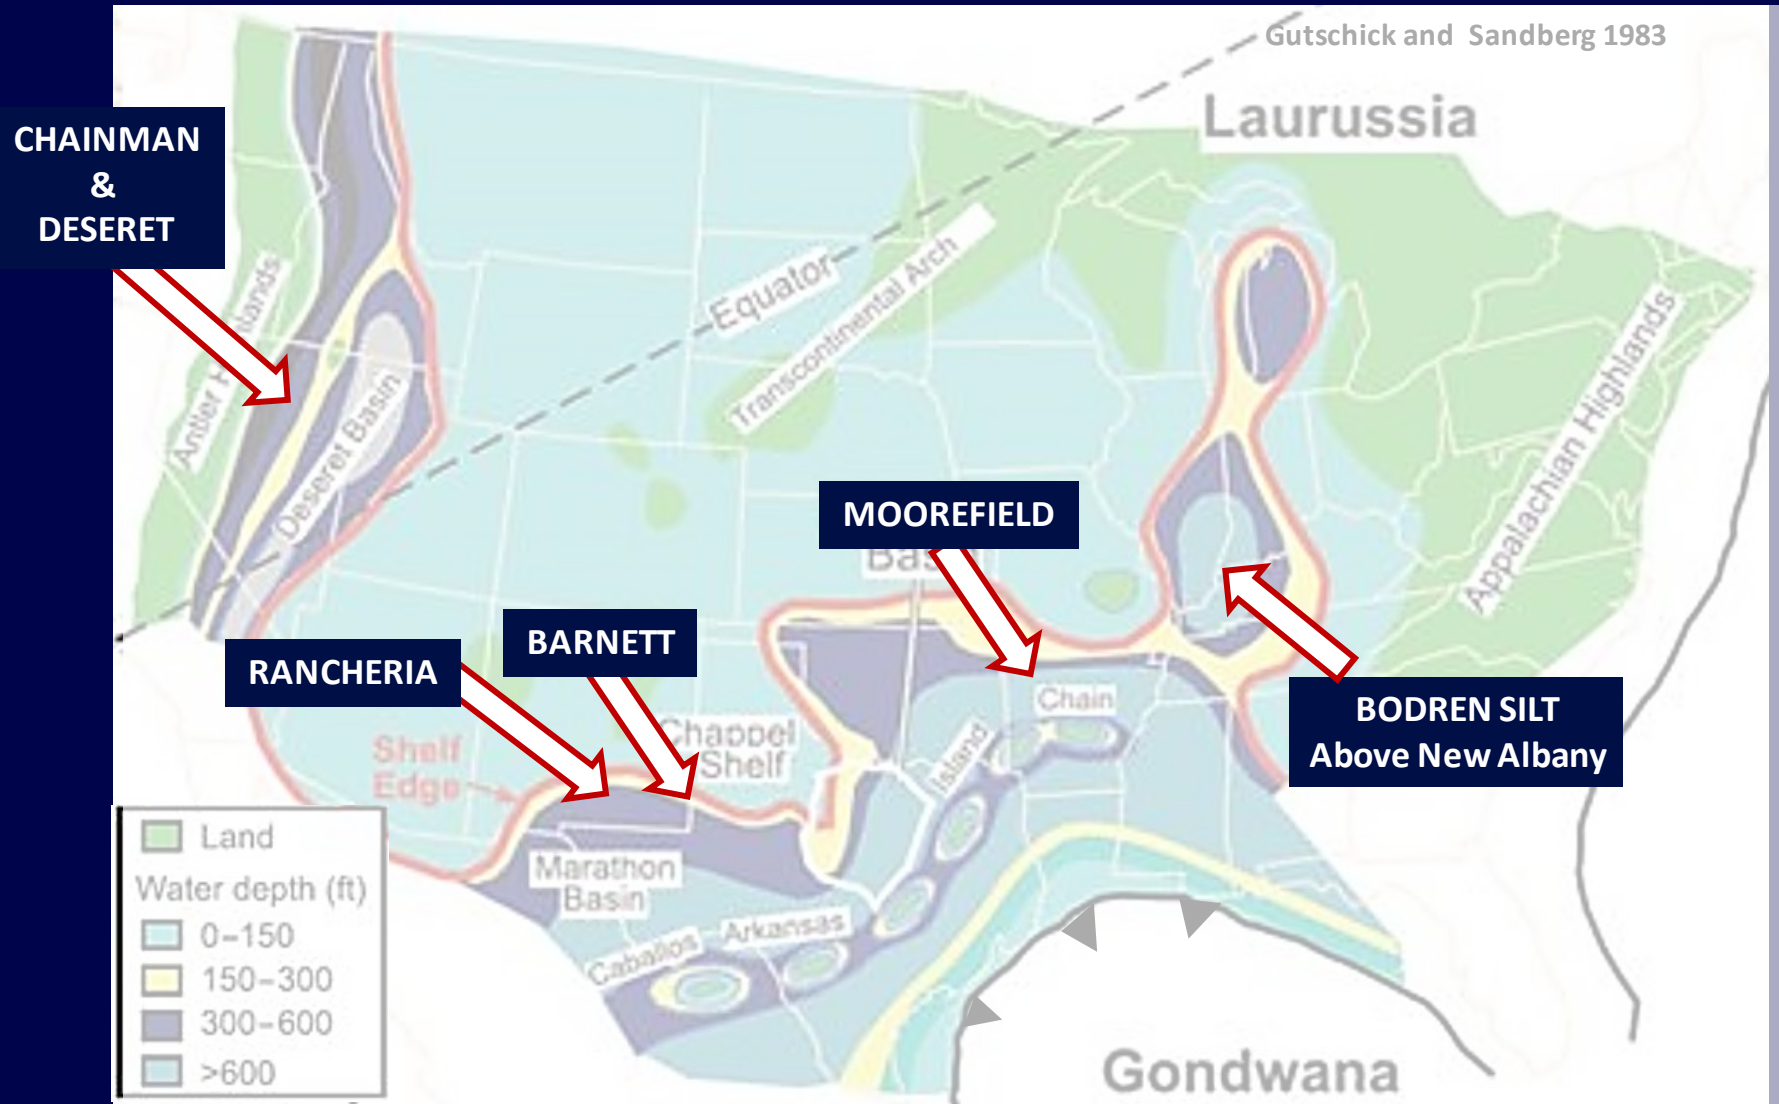 Gutschick and Sandberg 1983
Laurussia
CHAINMAN
&
DESERET
Equator
Transcontinental Arch
Antler H lands
Deseret Basin
Appalachian Highlands
MOOREFIELD
Bas
RANCHERIA
BARNETT
Chappel
Shelf
Shelf
Edge
Island
Chain
BODREN SILT
Above New Albany
Marathon
Basin
Caballos
Arkansas
Land
Water depth (ft)
0–150
150–300
300–600
>600
Gondwana